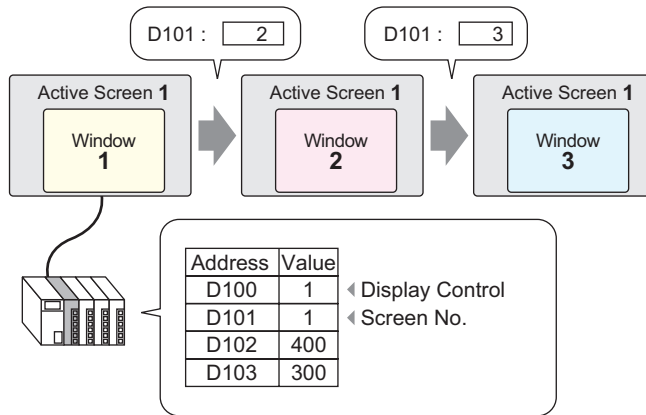 D101 : 2
D101 : 3
Active Screen 1
Window
1
Active Screen 1
Window
2
Active Screen 1
Window
3
Address Value
D100 1 Display Control
D101 1 Screen No.
D102 400
D103 300